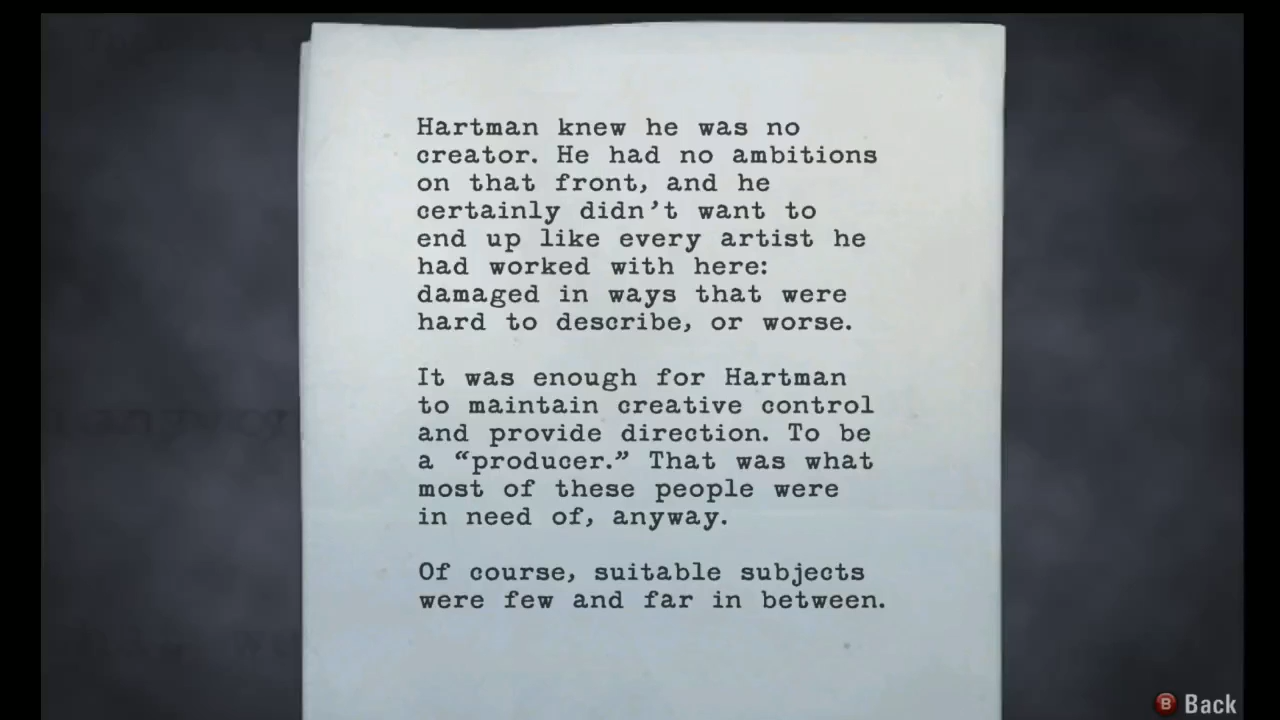 Hartman knew he was no
creator. He had no ambitions
on that front, and he
certainly didn’t want to
end up like every artist he
had worked with here:
damaged in ways that were
hard to describe, or worse.
It was enough for Hartman
to maintain creative control
and provide direction. To be
a “producer.” That was what
most of these people were
in need of, anyway.
Of course, suitable subjects
were few and far in between.
B Back